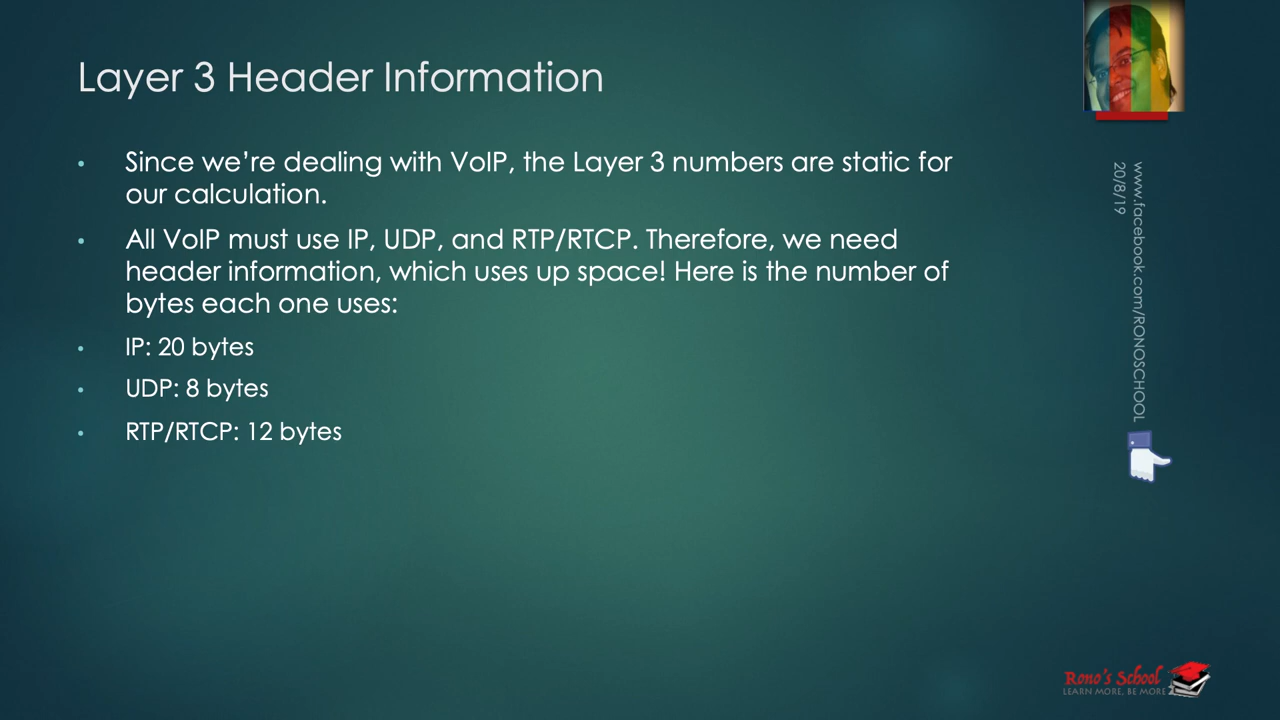 Layer 3 Header Information
• Since we're dealing with VoIP, the Layer 3 numbers are static for
our calculation.
• All VoIP must use IP, UDP, and RTP/RTCP. Therefore, we need
header information, which uses up space! Here is the number of
bytes each one uses:
• IP: 20 bytes
• UDP: 8 bytes
• RTP/RTCP: 12 bytes
www.facebook.com/RONOSCHOOL
20/8/19
Rono's School
LEARN MORE, BE MORE